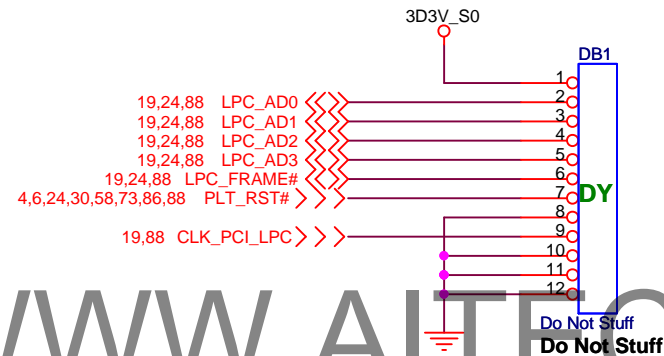 3D3V_S0
DB1
1
19,24,88 LPC_AD0 2
19,24,88 LPC_AD1 3
19,24,88 LPC_AD2 4
19,24,88 LPC_AD3 5
19,24,88 LPC_FRAME# 6
4,6,24,30,58,73,86,88 PLT_RST# 7
DY
8
19,88 CLK_PCI_LPC 9
10
11
12
Do Not Stuff
Do Not Stuff